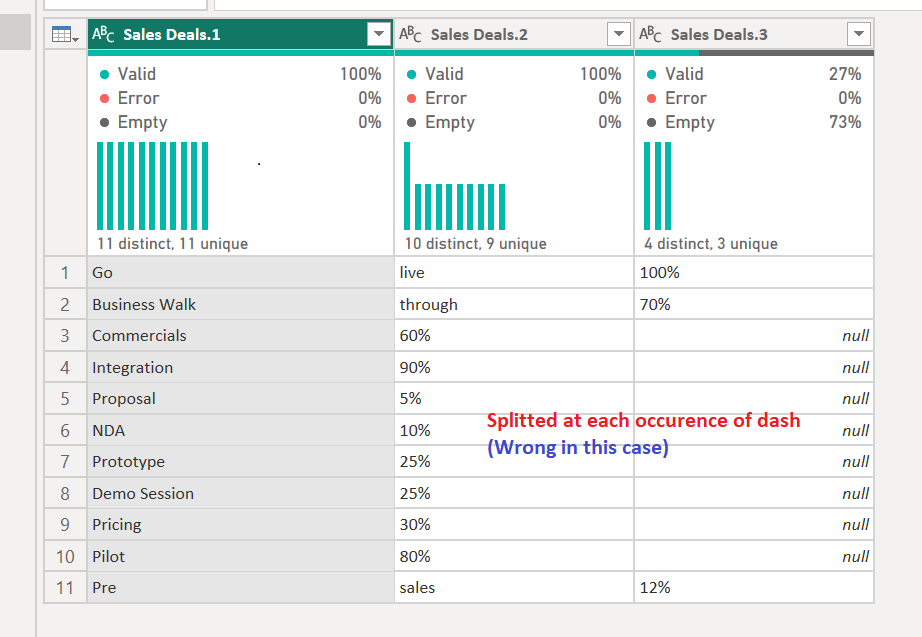 ABC Sales Deals.1 ABC Sales Deals.2 ABC Sales Deals.3
Valid 100% Valid 100% Valid 27%
Error 0% Error 0% Error 0%
Empty 0% Empty 0% Empty 73%
11 distinct, 11 unique 10 distinct, 9 unique 4 distinct, 3 unique
1 Go live 100%
2 Business Walk through 70%
3 Commercials 60% null
4 Integration 90% null
5 Proposal 5% null
Splitted at each occurence of dash
6 NDA 10% null
(Wrong in this case)
7 Prototype 25% null
8 Demo Session 25% null
9 Pricing 30% null
10 Pilot 80% null
11 Pre sales 12%